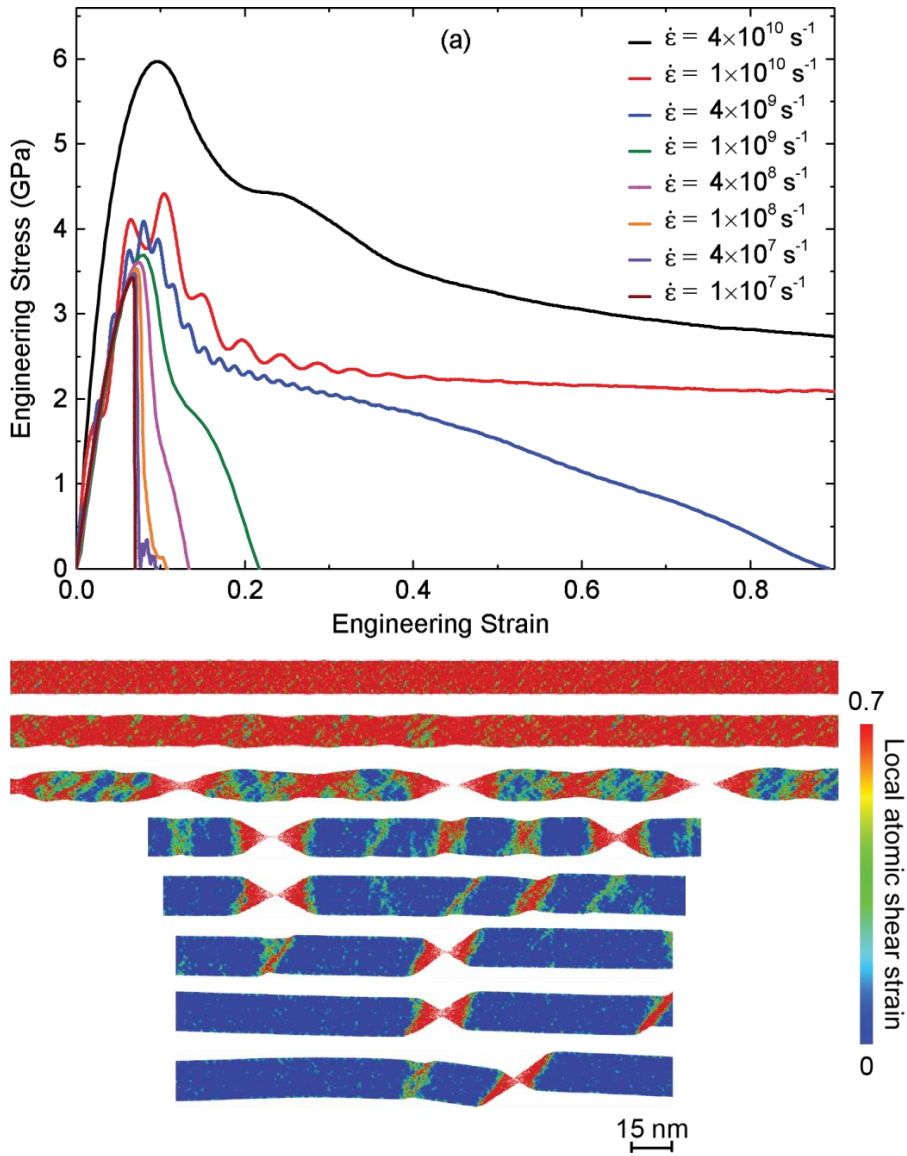 (a)
ε̇ = 4×10¹⁰ s⁻¹
ε̇ = 1×10¹⁰ s⁻¹
ε̇ = 4×10⁹ s⁻¹
ε̇ = 1×10⁹ s⁻¹
ε̇ = 4×10⁸ s⁻¹
ε̇ = 1×10⁸ s⁻¹
ε̇ = 4×10⁷ s⁻¹
ε̇ = 1×10⁷ s⁻¹
Engineering Stress (GPa)
6
5
4
3
2
1
0
0.0 0.2 0.4 0.6 0.8
Engineering Strain
0.7
Local atomic shear strain
0
15 nm